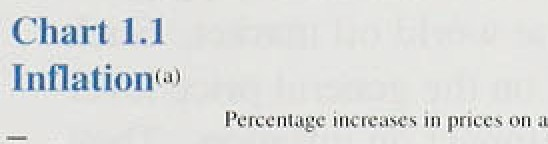 Chart 1.1
Inflation(a)
Percentage increases in prices on a